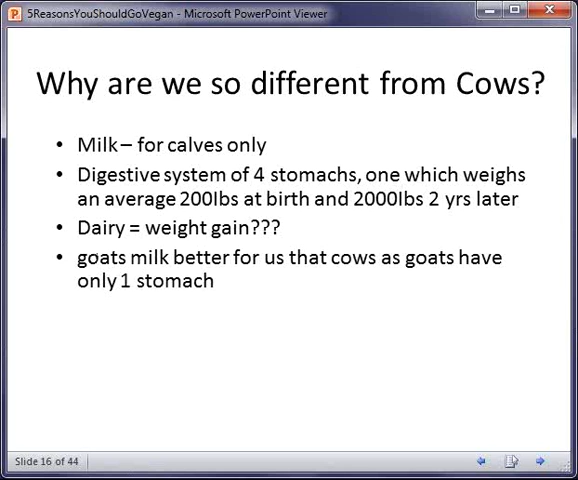 5ReasonsYouShouldGoVegan - Microsoft PowerPoint Viewer
Why are we so different from Cows?
• Milk – for calves only
• Digestive system of 4 stomachs, one which weighs
an average 200lbs at birth and 2000lbs 2 yrs later
• Dairy = weight gain???
• goats milk better for us that cows as goats have
only 1 stomach
Slide 16 of 44